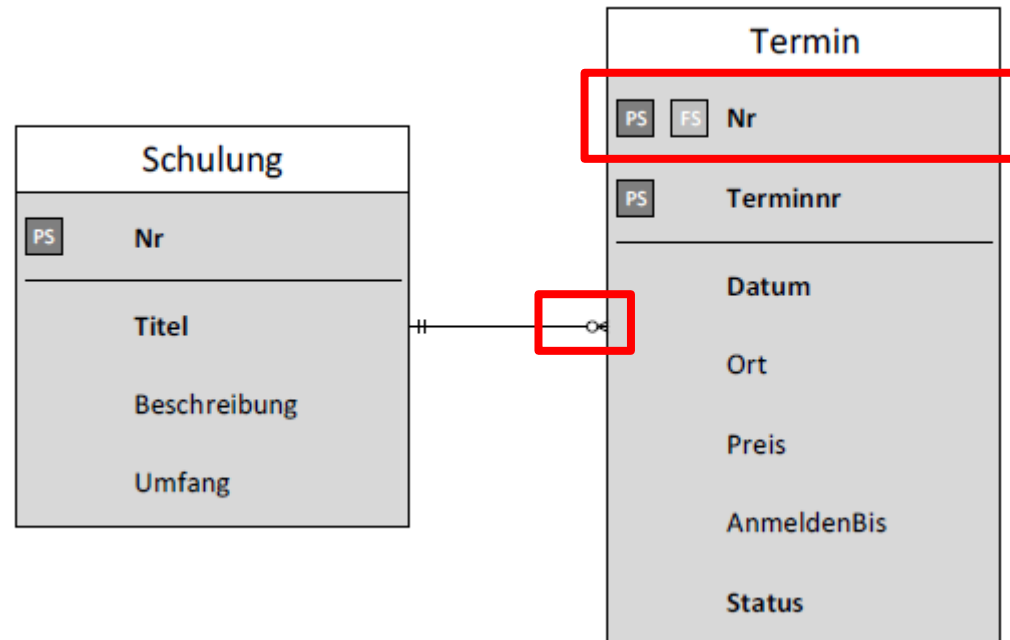 Schulung
PS Nr
Titel
Beschreibung
Umfang
Termin
PS FS Nr
PS Terminnr
Datum
Ort
Preis
AnmeldenBis
Status